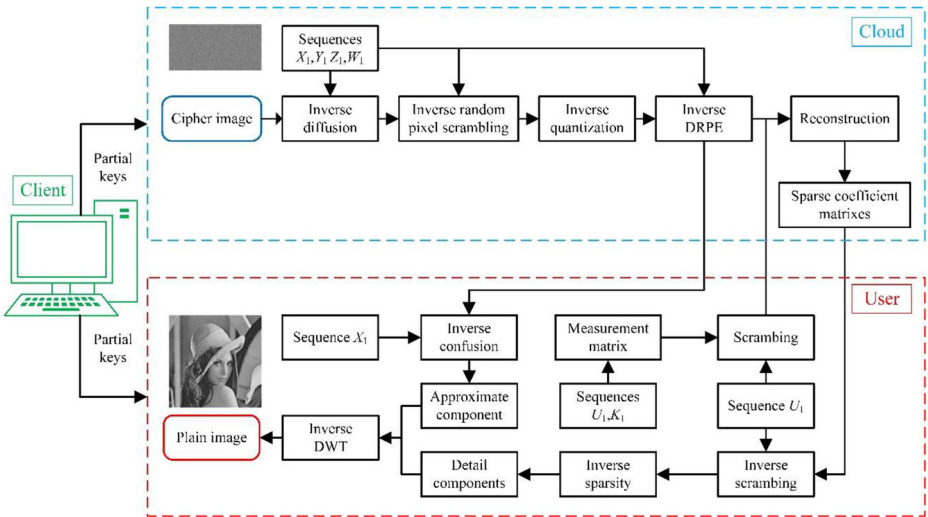 Sequences
X₁,Y₁ Z₁,W₁
Cloud
Cipher image
Inverse
diffusion
Inverse random
pixel scrambling
Inverse
quantization
Inverse
DRPE
Reconstruction
Partial
keys
Client
Sparse coefficient
matrixes
User
Partial
keys
Sequence X₁
Inverse
confusion
Measurement
matrix
Scrambing
Approximate
component
Sequences
U₁,K₁
Sequence U₁
Plain image
Inverse
DWT
Detail
components
Inverse
sparsity
Inverse
scrambing